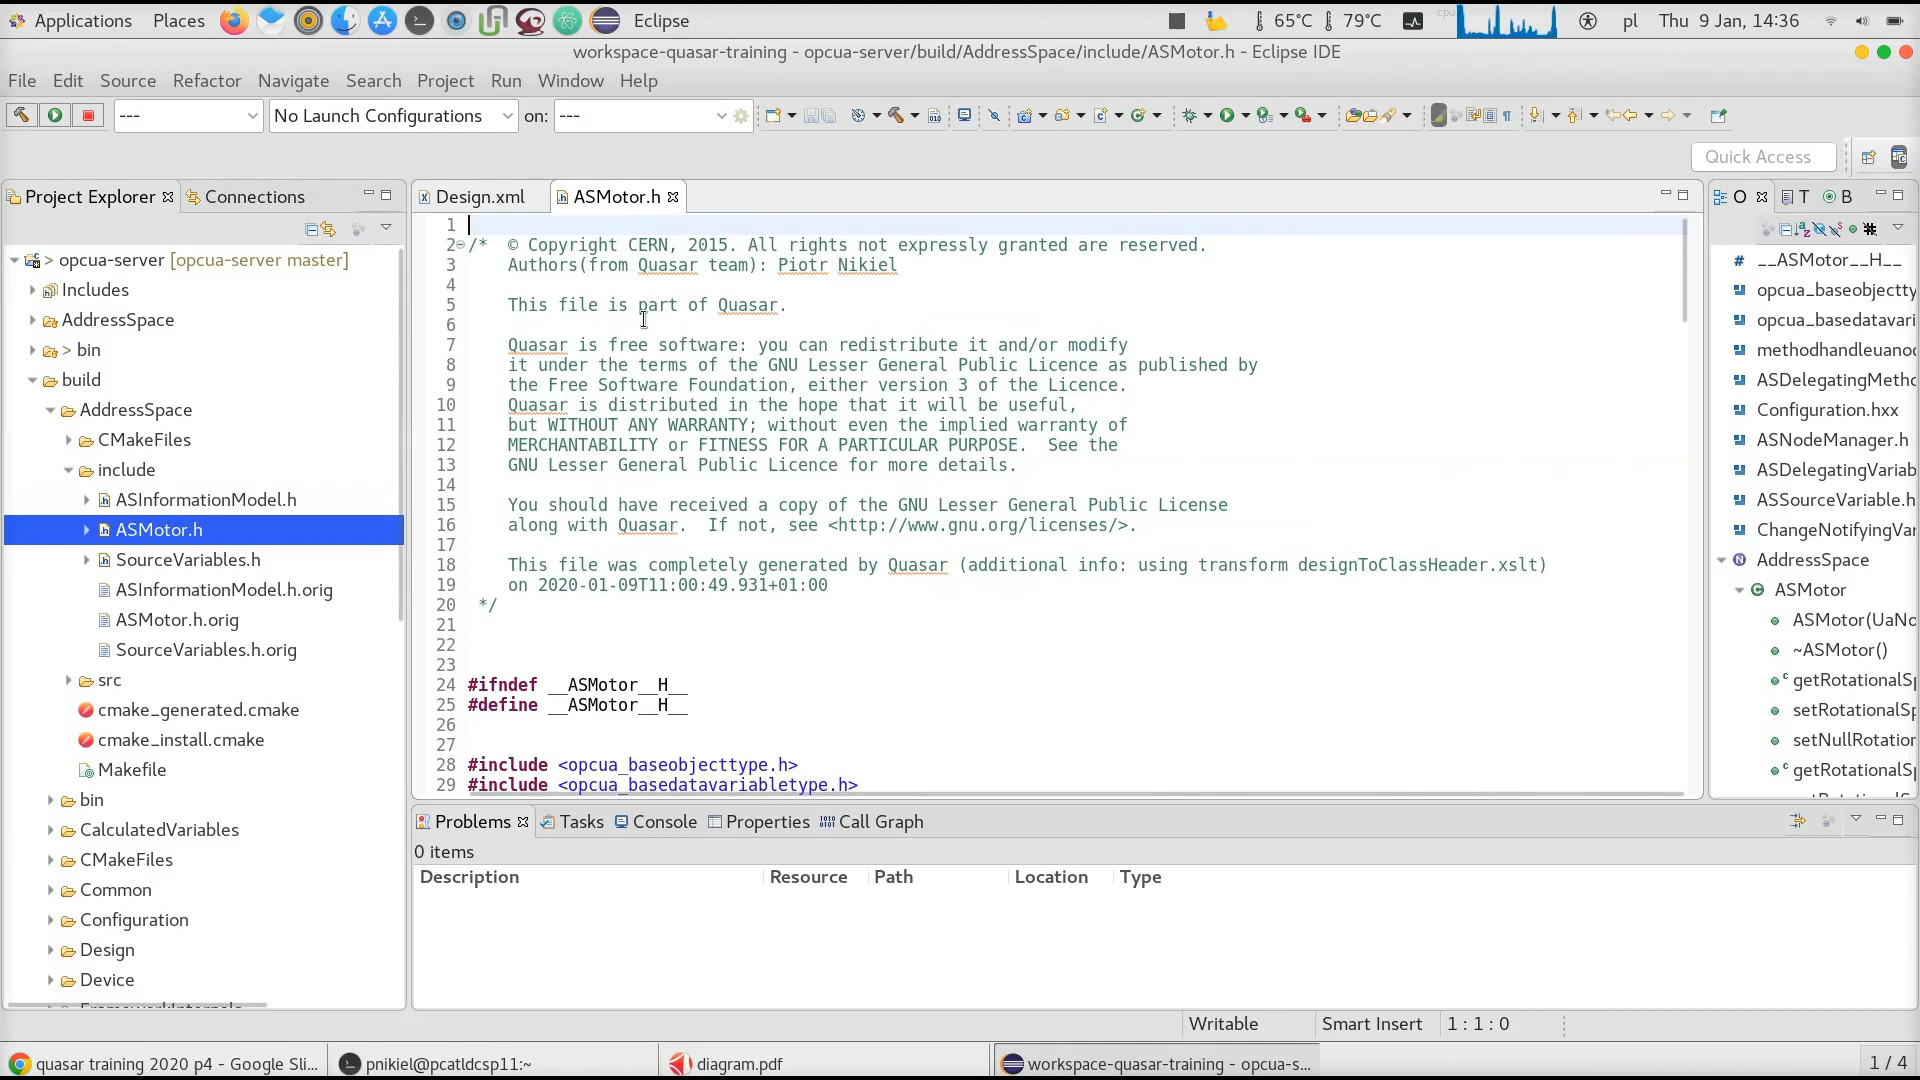 Applications Places Eclipse 65°C 79°C cpu pl Thu 9 Jan, 14:36
workspace-quasar-training - opcua-server/build/AddressSpace/include/ASMotor.h - Eclipse IDE
File Edit Source Refactor Navigate Search Project Run Window Help
--- No Launch Configurations on: ---
Quick Access
Project Explorer Connections
> opcua-server [opcua-server master]
Includes
AddressSpace
> bin
build
AddressSpace
CMakeFiles
include
ASInformationModel.h
ASMotor.h
SourceVariables.h
ASInformationModel.h.orig
ASMotor.h.orig
SourceVariables.h.orig
src
cmake_generated.cmake
cmake_install.cmake
Makefile
bin
CalculatedVariables
CMakeFiles
Common
Configuration
Design
Device
Design.xml ASMotor.h
1
2 /* © Copyright CERN, 2015. All rights not expressly granted are reserved.
3 Authors(from Quasar team): Piotr Nikiel
4
5 This file is part of Quasar.
6
7 Quasar is free software: you can redistribute it and/or modify
8 it under the terms of the GNU Lesser General Public Licence as published by
9 the Free Software Foundation, either version 3 of the Licence.
10 Quasar is distributed in the hope that it will be useful,
11 but WITHOUT ANY WARRANTY; without even the implied warranty of
12 MERCHANTABILITY or FITNESS FOR A PARTICULAR PURPOSE. See the
13 GNU Lesser General Public Licence for more details.
14
15 You should have received a copy of the GNU Lesser General Public License
16 along with Quasar. If not, see <http://www.gnu.org/licenses/>.
17
18 This file was completely generated by Quasar (additional info: using transform designToClassHeader.xslt)
19 on 2020-01-09T11:00:49.931+01:00
20 */
21
22
23
24 #ifndef __ASMotor__H__
25 #define __ASMotor__H__
26
27
28 #include <opcua_baseobjecttype.h>
29 #include <opcua_basedatavariabletype.h>
O T B
__ASMotor__H__
opcua_baseobjectty
opcua_basedatavari
methodhandleuanod
ASDelegatingMetho
Configuration.hxx
ASNodeManager.h
ASDelegatingVariab
ASSourceVariable.h
ChangeNotifyingVar
AddressSpace
ASMotor
ASMotor(UaNo
~ASMotor()
getRotationalSp
setRotationalSp
setNullRotation
getRotationalSp
Problems Tasks Console Properties Call Graph
0 items
Description Resource Path Location Type
Writable Smart Insert 1 : 1 : 0
quasar training 2020 p4 - Google Sli... pnikiel@pcatldcsp11:~ diagram.pdf workspace-quasar-training - opcua-s... 1 / 4